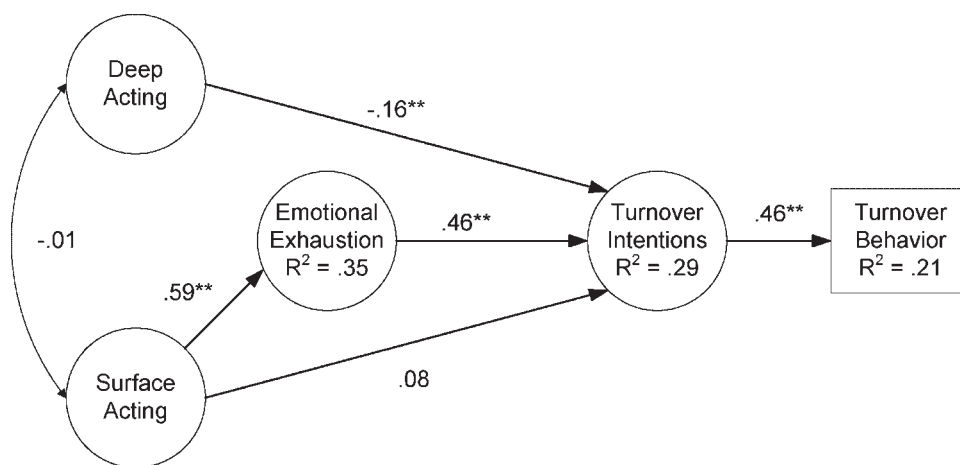 Deep
Acting
-.16**
Emotional
Exhaustion
R² = .35
.46**
Turnover
Intentions
R² = .29
.46**
Turnover
Behavior
R² = .21
-.01
.59**
Surface
Acting
.08